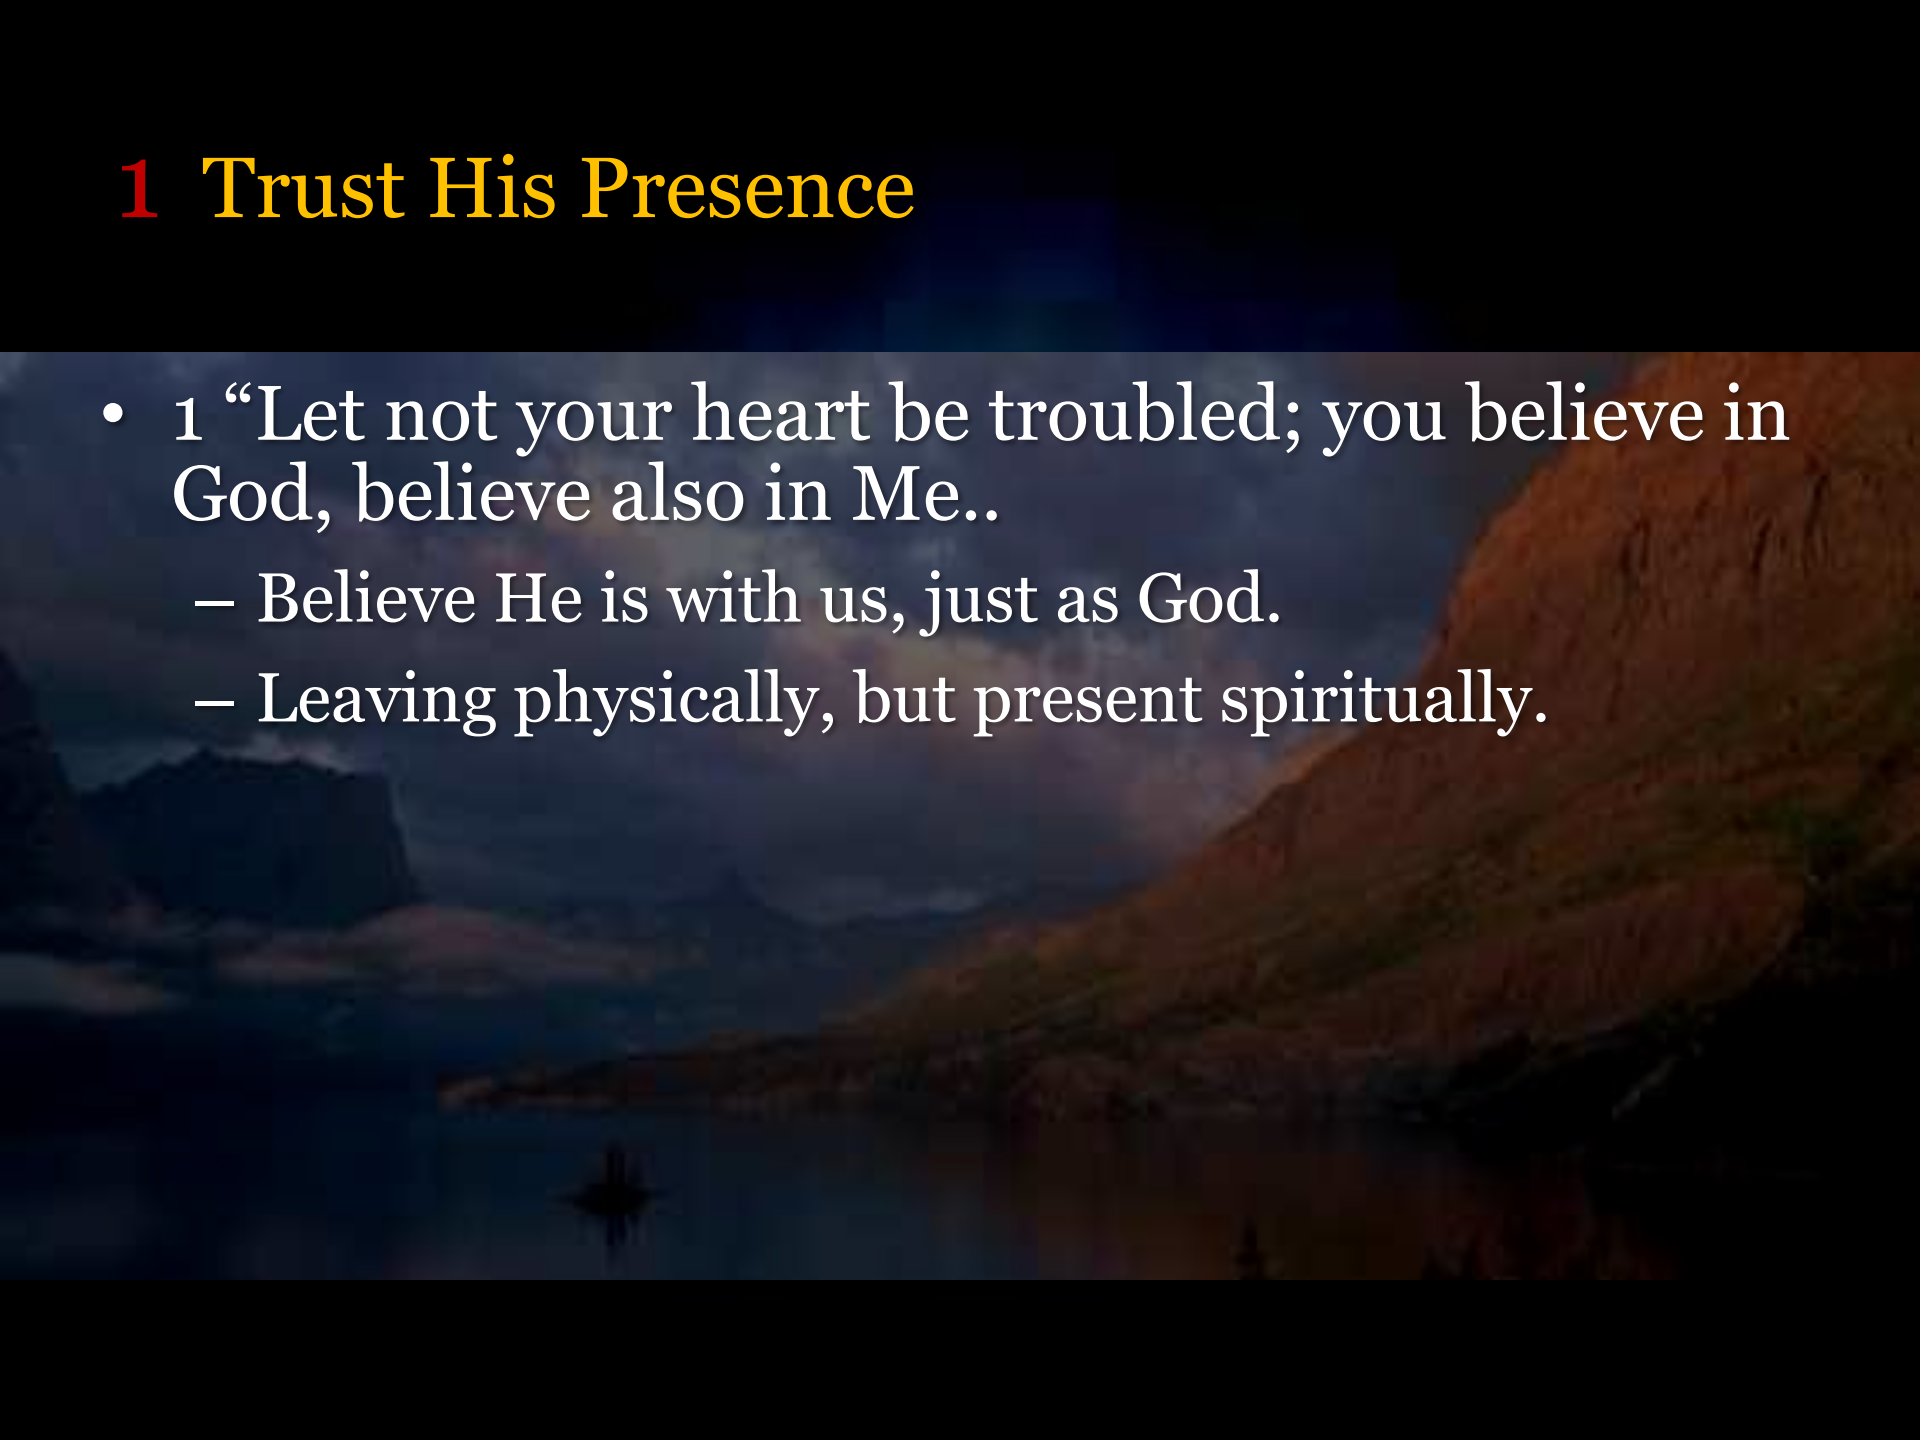 1 Trust His Presence
• 1 “Let not your heart be troubled; you believe in
God, believe also in Me..
– Believe He is with us, just as God.
– Leaving physically, but present spiritually.